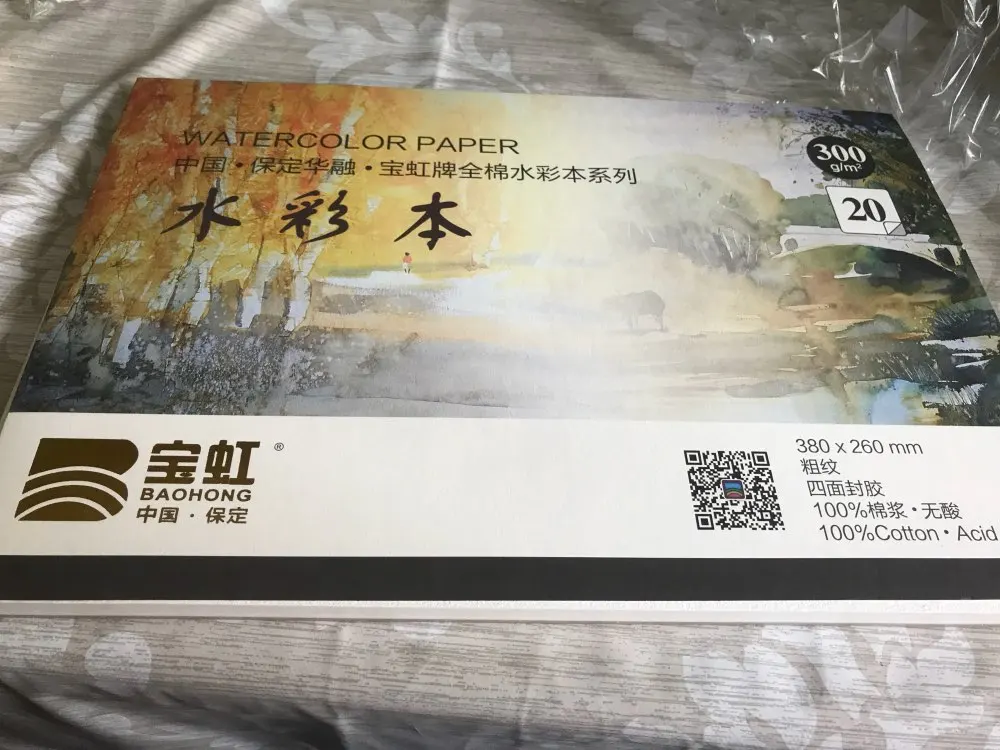 WATERCOLOR PAPER
中国·保定华融·宝虹牌全棉水彩本系列
水彩本
300
g/m²
20
宝虹®
BAOHONG
中国·保定
380 x 260 mm
粗纹
四面封胶
100%棉浆·无酸
100%Cotton·Acid